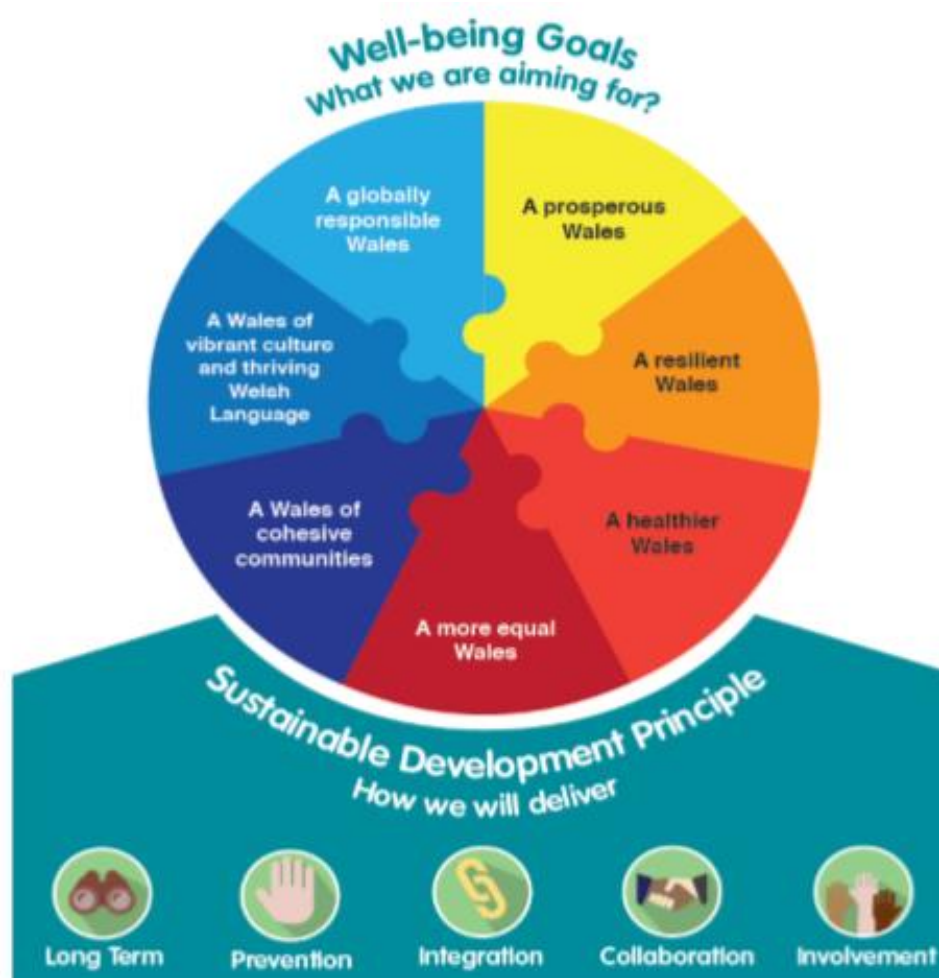 Well-being Goals
What we are aiming for?
A globally
responsible
Wales
A prosperous
Wales
A Wales of
vibrant culture
and thriving
Welsh
Language
A resilient
Wales
A Wales of
cohesive
communities
A healthier
Wales
A more equal
Wales
Sustainable Development Principle
How we will deliver
Long Term
Prevention
Integration
Collaboration
Involvement